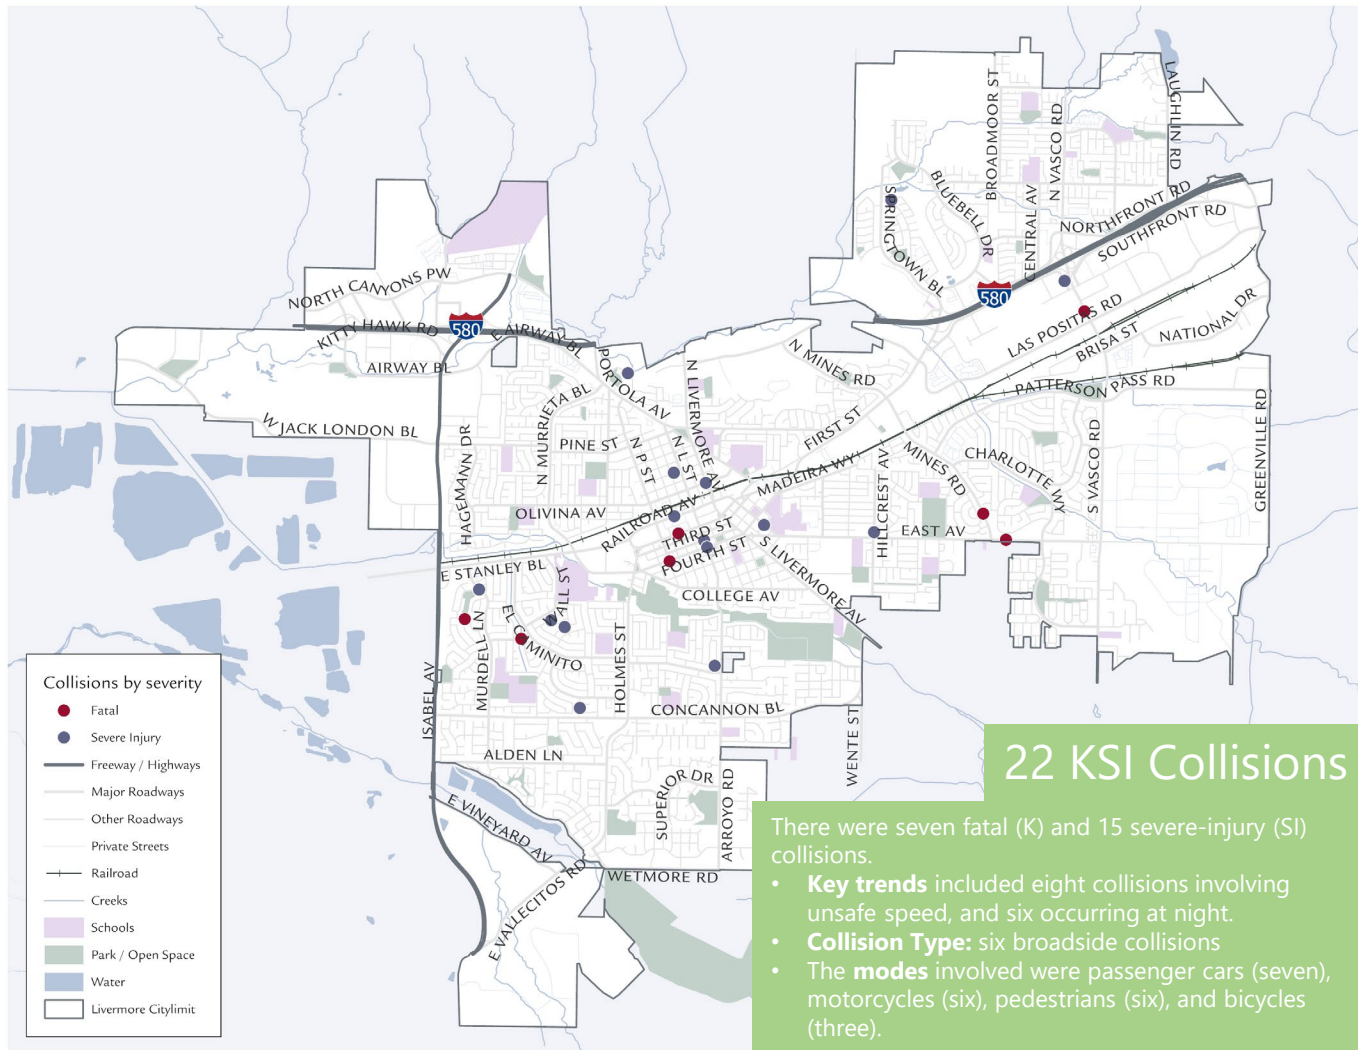 LAUGHLIN RD
BROADMOOR ST
N VASCO RD
CENTRAL AV
BLUEBELL DR
SPRINGTOWN BL
NORTHFRONT RD
SOUTHFRONT RD
580
LAS POSITAS RD
BRISA ST
NATIONAL DR
PATTERSON PASS RD
NORTH CANYONS PW
KITTY HAWK RD
580
E AIRWAY BL
AIRWAY BL
PORTOLA AV
N LIVERMORE AV
N MINES RD
FIRST ST
W JACK LONDON BL
HAGEMANN DR
N MURRIETA BL
PINE ST
N P ST
N L ST
MADEIRA WY
HILLCREST AV
MINES RD
CHARLOTTE WY
S VASCO RD
GREENVILLE RD
OLIVINA AV
RAILROAD AV
THIRD ST
FOURTH ST
EAST AV
S LIVERMORE AV
E STANLEY BL
WALL ST
COLLEGE AV
EL CAMINITO
MURDELL LN
HOLMES ST
ISABEL AV
CONCANNON BL
WENTE ST
ALDEN LN
SUPERIOR DR
ARROYO RD
E VINEYARD AV
E VALLECITOS RD
WETMORE RD
Collisions by severity
Fatal
Severe Injury
Freeway / Highways
Major Roadways
Other Roadways
Private Streets
Railroad
Creeks
Schools
Park / Open Space
Water
Livermore Citylimit
22 KSI Collisions
There were seven fatal (K) and 15 severe-injury (SI)
collisions.
• Key trends included eight collisions involving
unsafe speed, and six occurring at night.
• Collision Type: six broadside collisions
• The modes involved were passenger cars (seven),
motorcycles (six), pedestrians (six), and bicycles
(three).